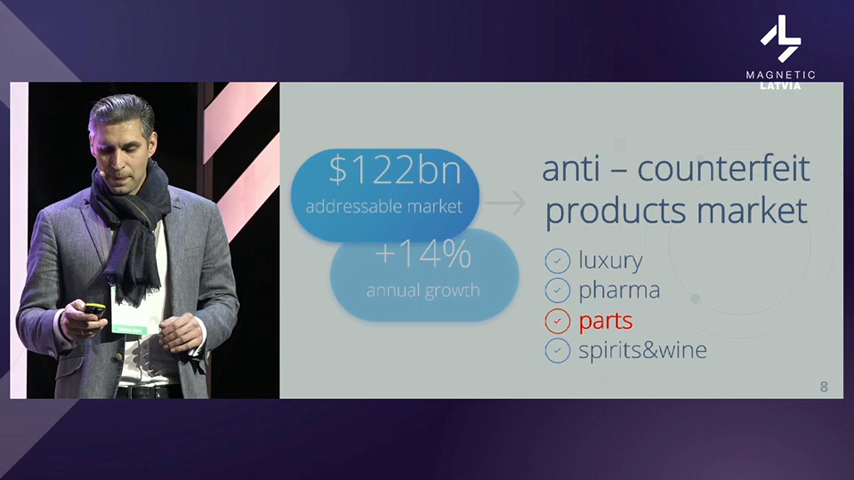 MAGNETIC
LATVIA
$122bn
addressable market
+14%
annual growth
anti – counterfeit
products market
luxury
pharma
parts
spirits&wine
8